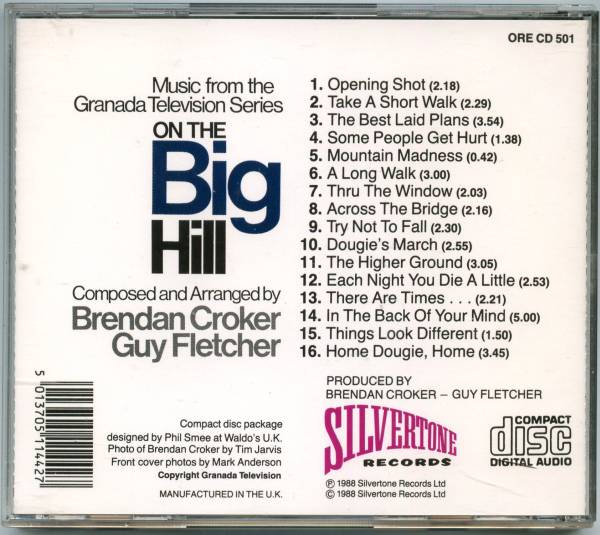 ORE CD 501
Music from the
Granada Television Series
ON THE
Big
Hill
Composed and Arranged by
Brendan Croker
Guy Fletcher
1. Opening Shot (2.18)
2. Take A Short Walk (2.29)
3. The Best Laid Plans (3.54)
4. Some People Get Hurt (1.38)
5. Mountain Madness (0.42)
6. A Long Walk (3.00)
7. Thru The Window (2.03)
8. Across The Bridge (2.16)
9. Try Not To Fall (2.30)
10. Dougie's March (2.55)
11. The Higher Ground (3.05)
12. Each Night You Die A Little (2.53)
13. There Are Times . . . (2.21)
14. In The Back Of Your Mind (5.00)
15. Things Look Different (1.50)
16. Home Dougie, Home (3.45)
5 013705 114427
Compact disc package
designed by Phil Smee at Waldo's U.K.
Photo of Brendan Croker by Tim Jarvis
Front cover photos by Mark Anderson
Copyright Granada Television
MANUFACTURED IN THE U.K.
PRODUCED BY
BRENDAN CROKER – GUY FLETCHER
SILVERTONE
RECORDS
℗ 1988 Silvertone Records Ltd
© 1988 Silvertone Records Ltd
COMPACT
disc
DIGITAL AUDIO